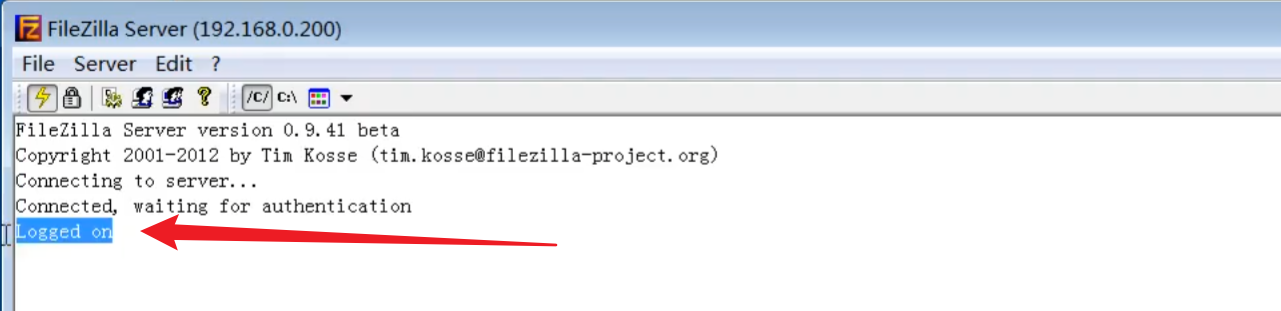 FileZilla Server (192.168.0.200)
File Server Edit ?
/C/ C:\
FileZilla Server version 0.9.41 beta
Copyright 2001-2012 by Tim Kosse (tim.kosse@filezilla-project.org)
Connecting to server...
Connected, waiting for authentication
Logged on